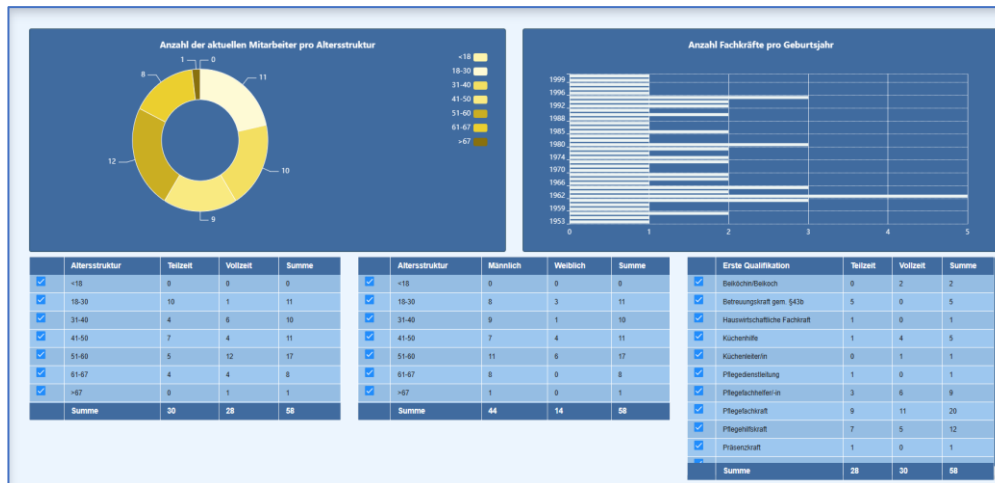 Anzahl der aktuellen Mitarbeiter pro Altersstruktur
1
0
8
11
12
10
9
<18
18-30
31-40
41-50
51-60
61-67
>67
Anzahl Fachkräfte pro Geburtsjahr
1999
1996
1992
1988
1985
1980
1974
1970
1966
1962
1959
1953
0 1 2 3 4 5
Altersstruktur Teilzeit Vollzeit Summe
<18 0 0 0
18-30 10 1 11
31-40 4 6 10
41-50 7 4 11
51-60 5 12 17
61-67 4 4 8
>67 0 1 1
Summe 30 28 58
Altersstruktur Männlich Weiblich Summe
<18 0 0 0
18-30 8 3 11
31-40 9 1 10
41-50 7 4 11
51-60 11 6 17
61-67 8 0 8
>67 1 0 1
Summe 44 14 58
Erste Qualifikation Teilzeit Vollzeit Summe
Beiköchin/Beikoch 0 2 2
Betreuungskraft gem. §43b 5 0 5
Hauswirtschaftliche Fachkraft 1 0 1
Küchenhilfe 1 4 5
Küchenleiter/in 0 1 1
Pflegedienstleitung 1 0 1
Pflegefachhelfer/-in 3 6 9
Pflegefachkraft 9 11 20
Pflegehilfskraft 7 5 12
Präsenzkraft 1 0 1
Summe 28 30 58